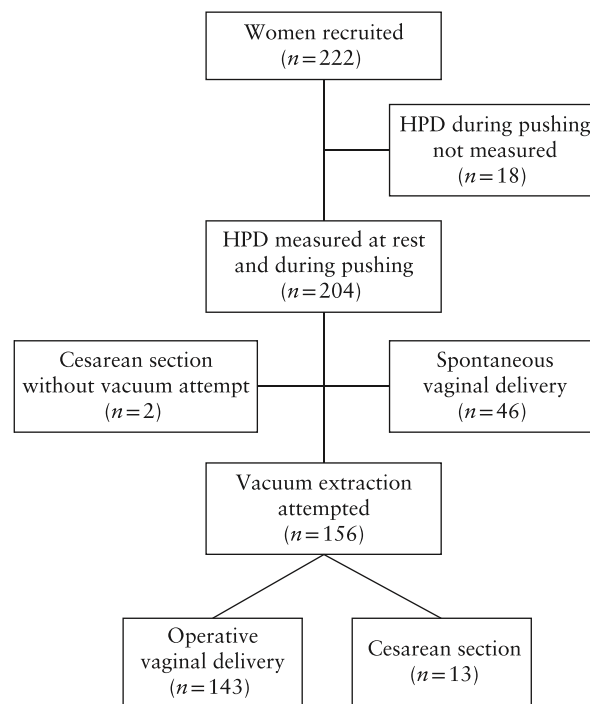 Women recruited
(n=222)
HPD during pushing
not measured
(n=18)
HPD measured at rest
and during pushing
(n=204)
Cesarean section
without vacuum attempt
(n=2)
Spontaneous
vaginal delivery
(n=46)
Vacuum extraction
attempted
(n=156)
Operative
vaginal delivery
(n=143)
Cesarean section
(n=13)